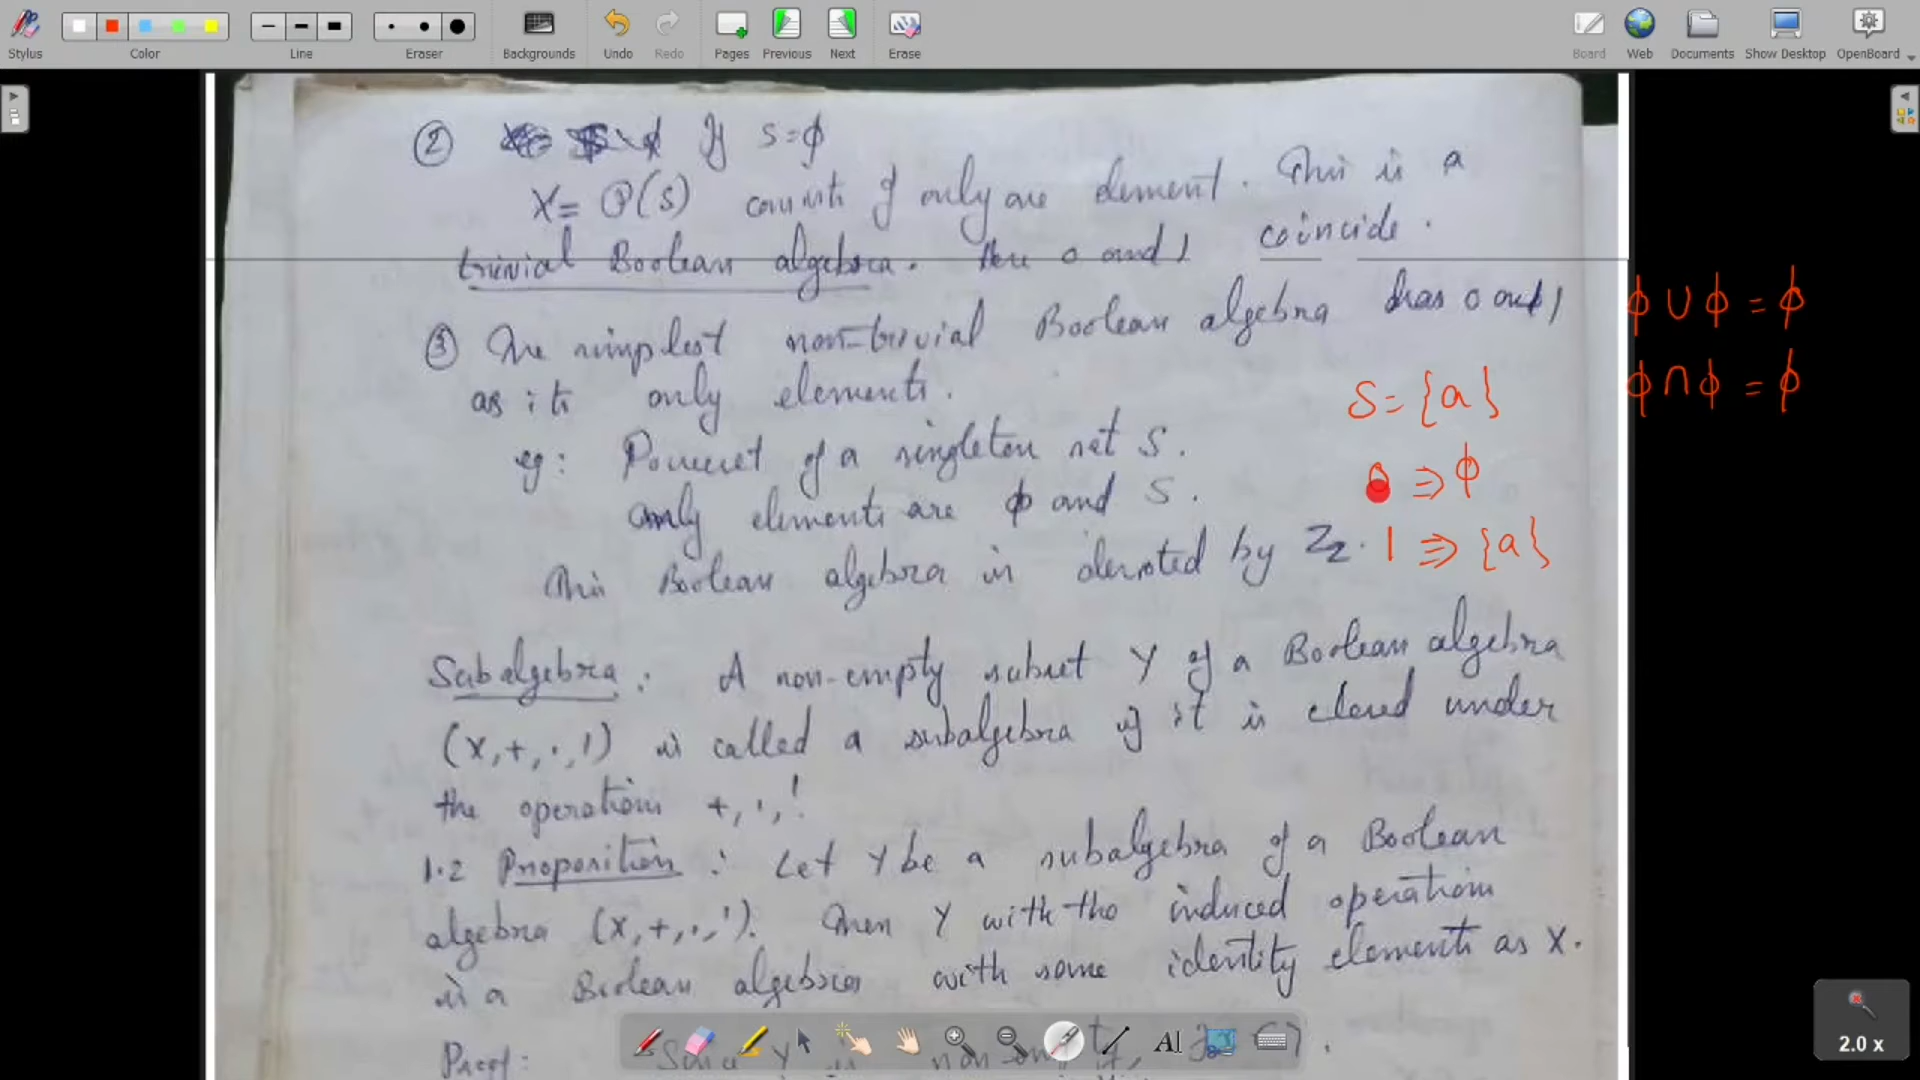 Stylus Color Line Eraser Backgrounds Undo Redo Pages Previous Next Erase Board Web Documents Show Desktop OpenBoard
② If S=ϕ
X= P(S) consists of only one element. This is a
trivial Boolean algebra. Here 0 and 1 coincide.
③ The simplest non-trivial Boolean algebra has 0 and 1
as its only elements.
eg: Powerset of a singleton set S.
only elements are ϕ and S.
This Boolean algebra is denoted by Z₂.
ϕ ∪ ϕ = ϕ
ϕ ∩ ϕ = ϕ
S = {a}
0 ⇒ ϕ
1 ⇒ {a}
Subalgebra : A non-empty subset Y of a Boolean algebra
(X,+,·,') is called a subalgebra if it is closed under
the operations +,·,'.
1.2 Proposition : Let Y be a subalgebra of a Boolean
algebra (X,+,·,'). Then Y with the induced operations
is a Boolean algebra with same identity elements as X.
Proof: Since Y is non empty,
2.0 x